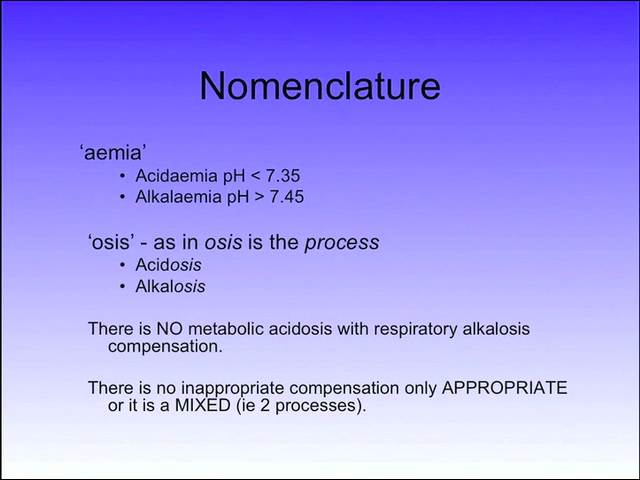 Nomenclature
‘aemia’
• Acidaemia pH < 7.35
• Alkalaemia pH > 7.45
‘osis’ - as in osis is the process
• Acidosis
• Alkalosis
There is NO metabolic acidosis with respiratory alkalosis
compensation.
There is no inappropriate compensation only APPROPRIATE
or it is a MIXED (ie 2 processes).